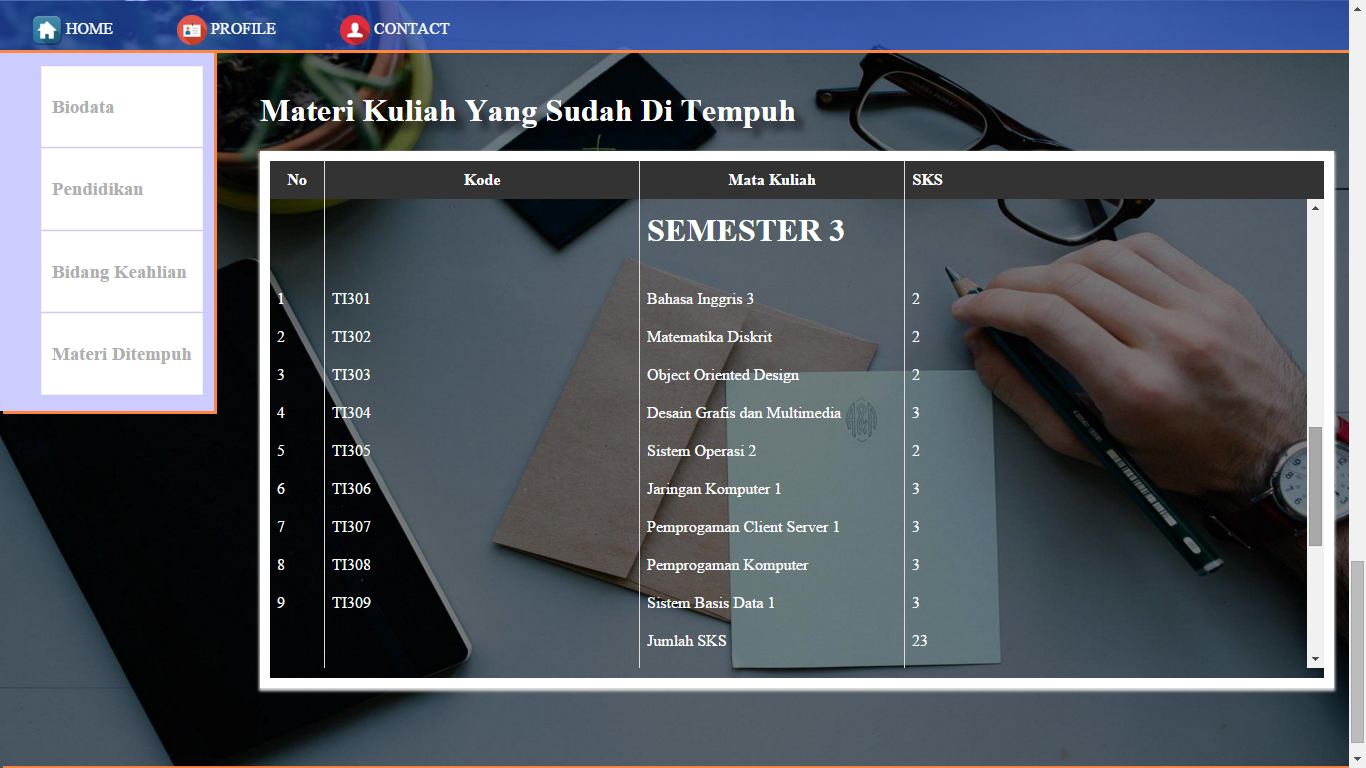 HOME PROFILE CONTACT
Biodata
Pendidikan
Bidang Keahlian
Materi Ditempuh
Materi Kuliah Yang Sudah Di Tempuh
No Kode Mata Kuliah SKS
SEMESTER 3
1 TI301 Bahasa Inggris 3 2
2 TI302 Matematika Diskrit 2
3 TI303 Object Oriented Design 2
4 TI304 Desain Grafis dan Multimedia 3
5 TI305 Sistem Operasi 2 2
6 TI306 Jaringan Komputer 1 3
7 TI307 Pemprogaman Client Server 1 3
8 TI308 Pemprogaman Komputer 3
9 TI309 Sistem Basis Data 1 3
Jumlah SKS 23